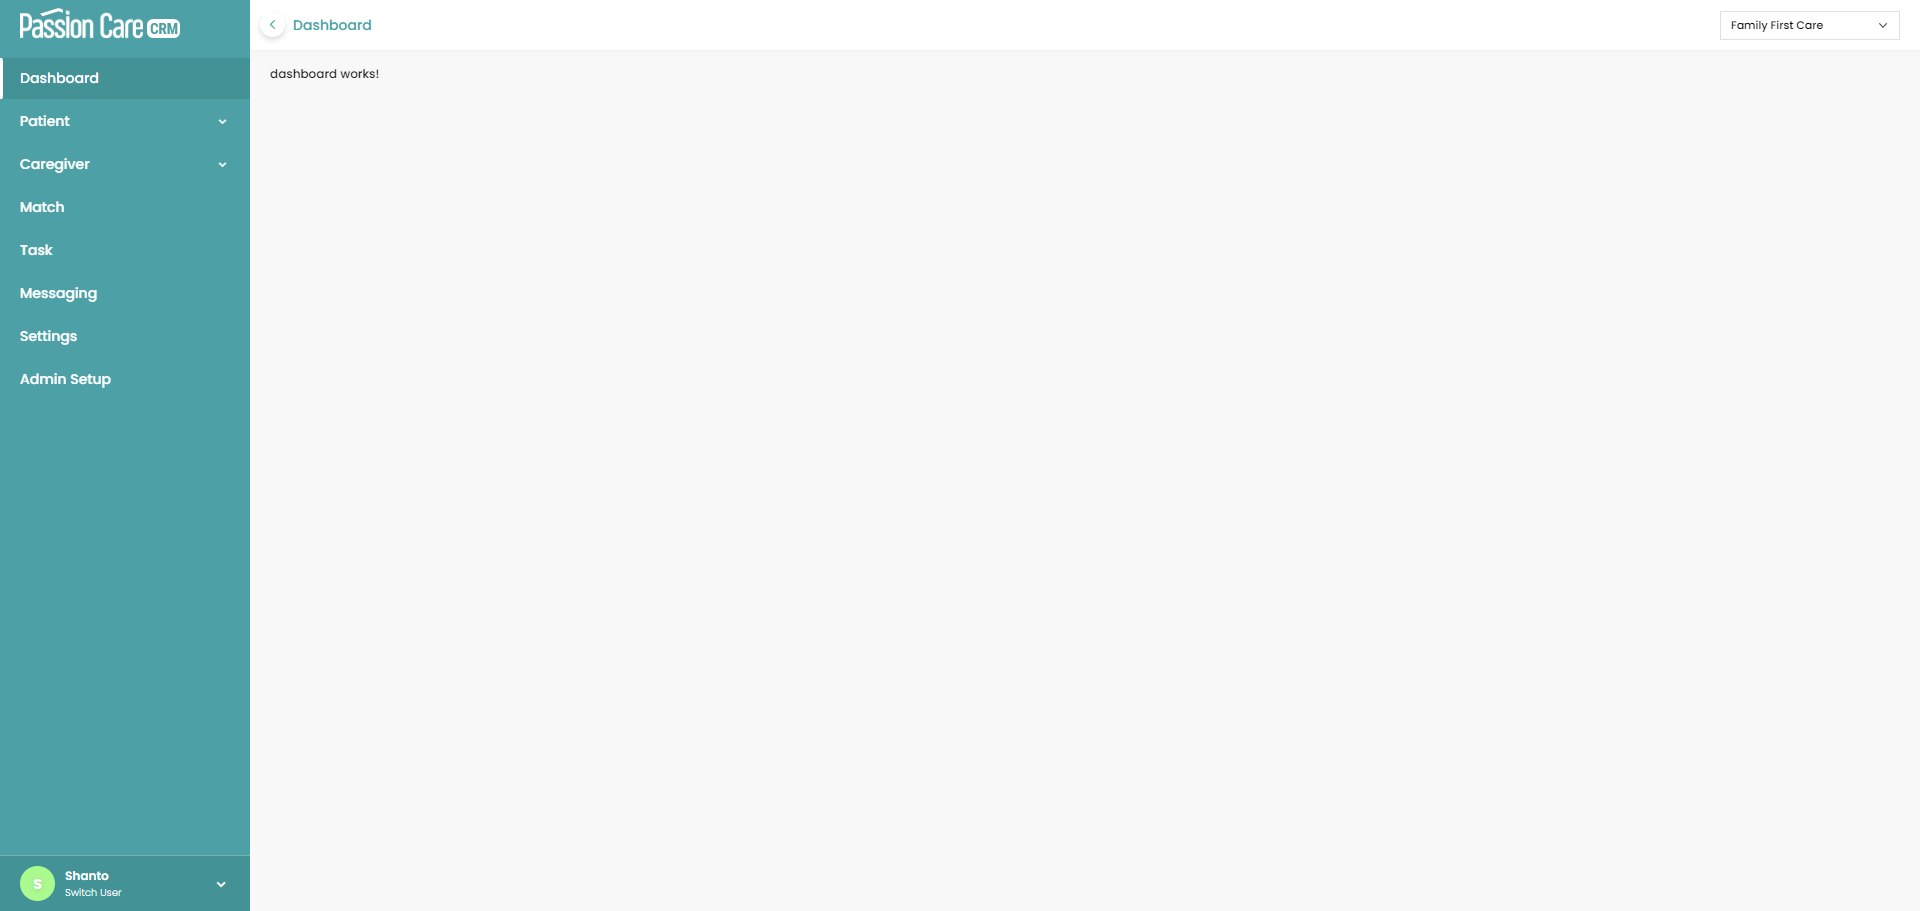 Passion Care CRM
Dashboard
Patient
Caregiver
Match
Task
Messaging
Settings
Admin Setup
S
Shanto
Switch User
Dashboard
Family First Care
dashboard works!